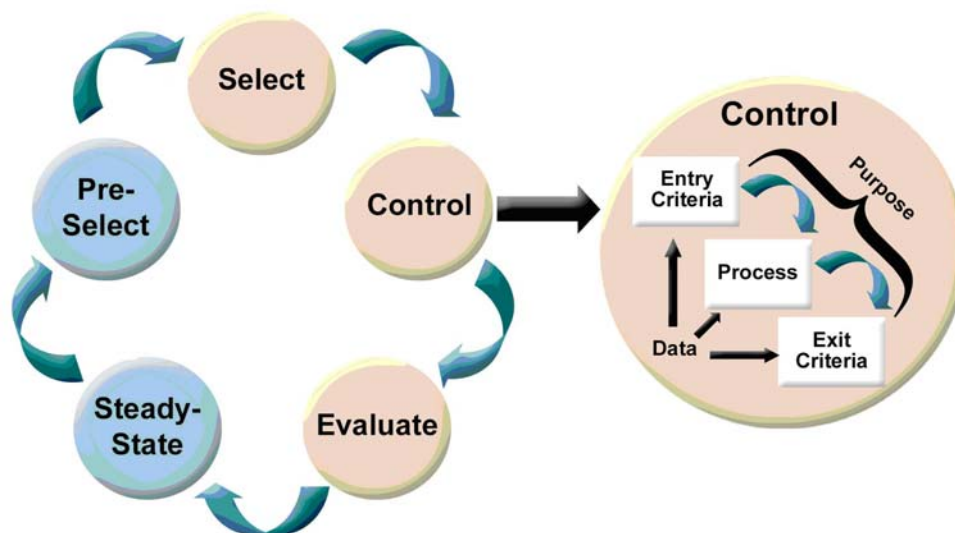 Select
Pre-
Select
Control
Steady-
State
Evaluate
Control
Purpose
Entry
Criteria
Process
Data
Exit
Criteria